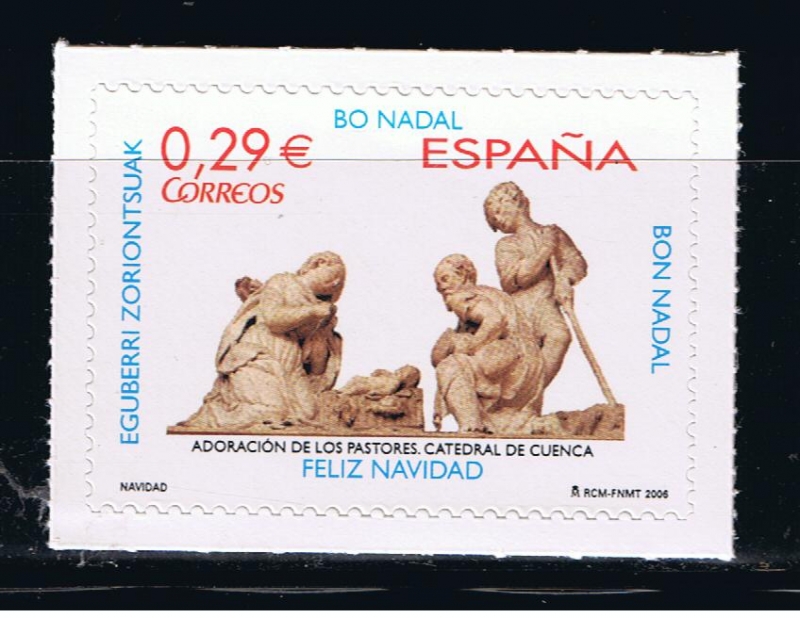 BO NADAL
0,29 €
ESPAÑA
CORREOS
EGUBERRI ZORIONTSUAK
BON NADAL
ADORACIÓN DE LOS PASTORES. CATEDRAL DE CUENCA
FELIZ NAVIDAD
NAVIDAD
RCM-FNMT 2006